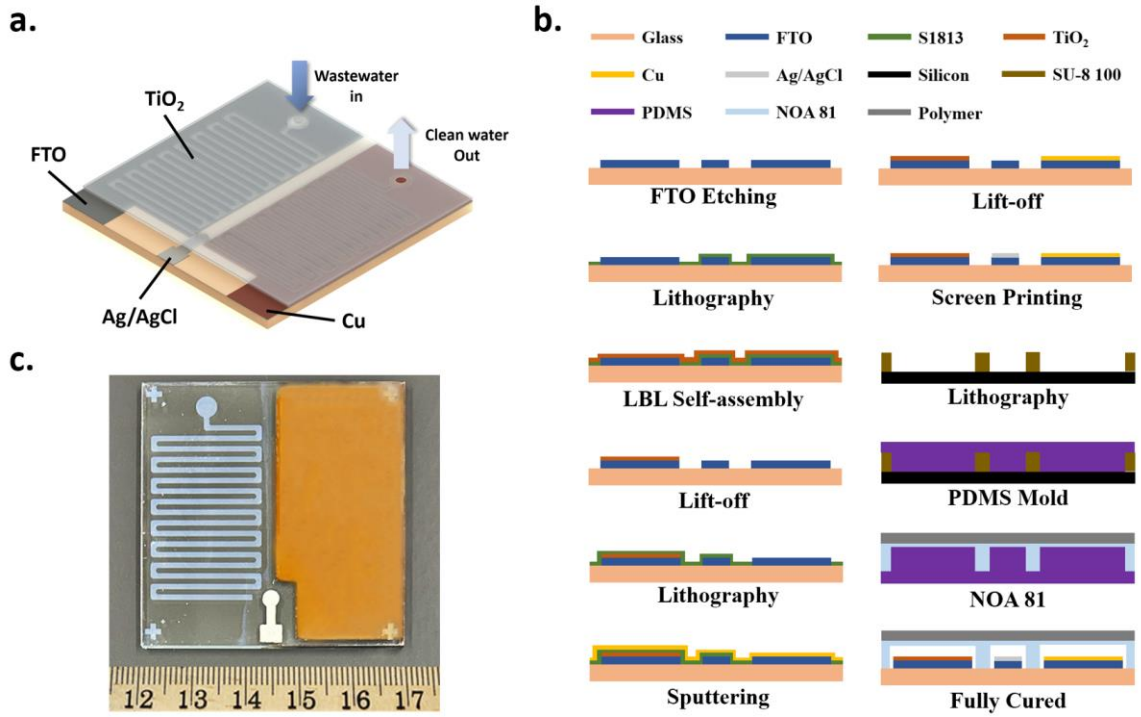 a.
Wastewater
in
TiO₂
Clean water
Out
FTO
Ag/AgCl
Cu
b.
Glass
FTO
S1813
TiO₂
Cu
Ag/AgCl
Silicon
SU-8 100
PDMS
NOA 81
Polymer
FTO Etching
Lift-off
Lithography
Screen Printing
LBL Self-assembly
Lithography
Lift-off
PDMS Mold
Lithography
NOA 81
Sputtering
Fully Cured
c.
12 13 14 15 16 17